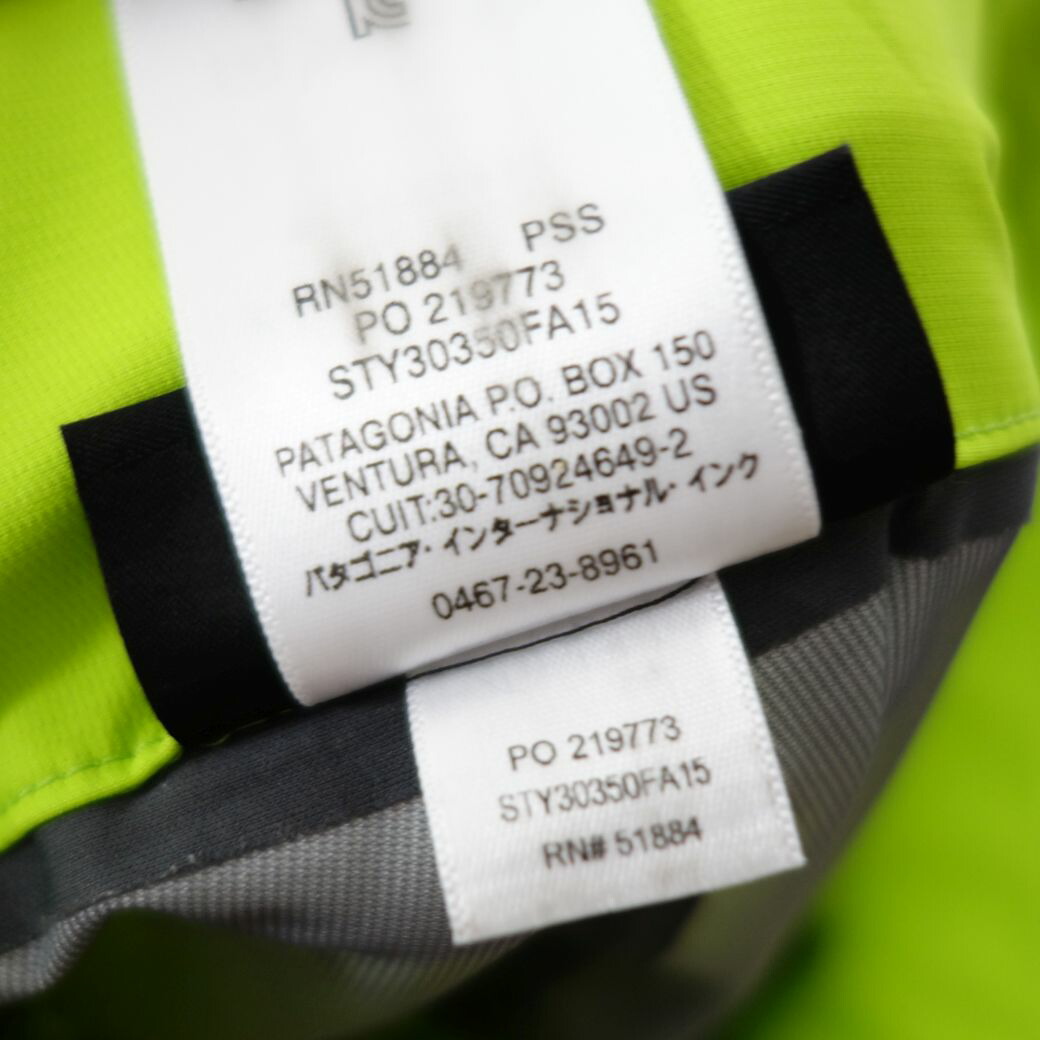 RN51884 PSS
PO 219773
STY30350FA15
PATAGONIA P.O. BOX 150
VENTURA, CA 93002 US
CUIT:30-70924649-2
パタゴニア・インターナショナル・インク
0467-23-8961
PO 219773
STY30350FA15
RN# 51884